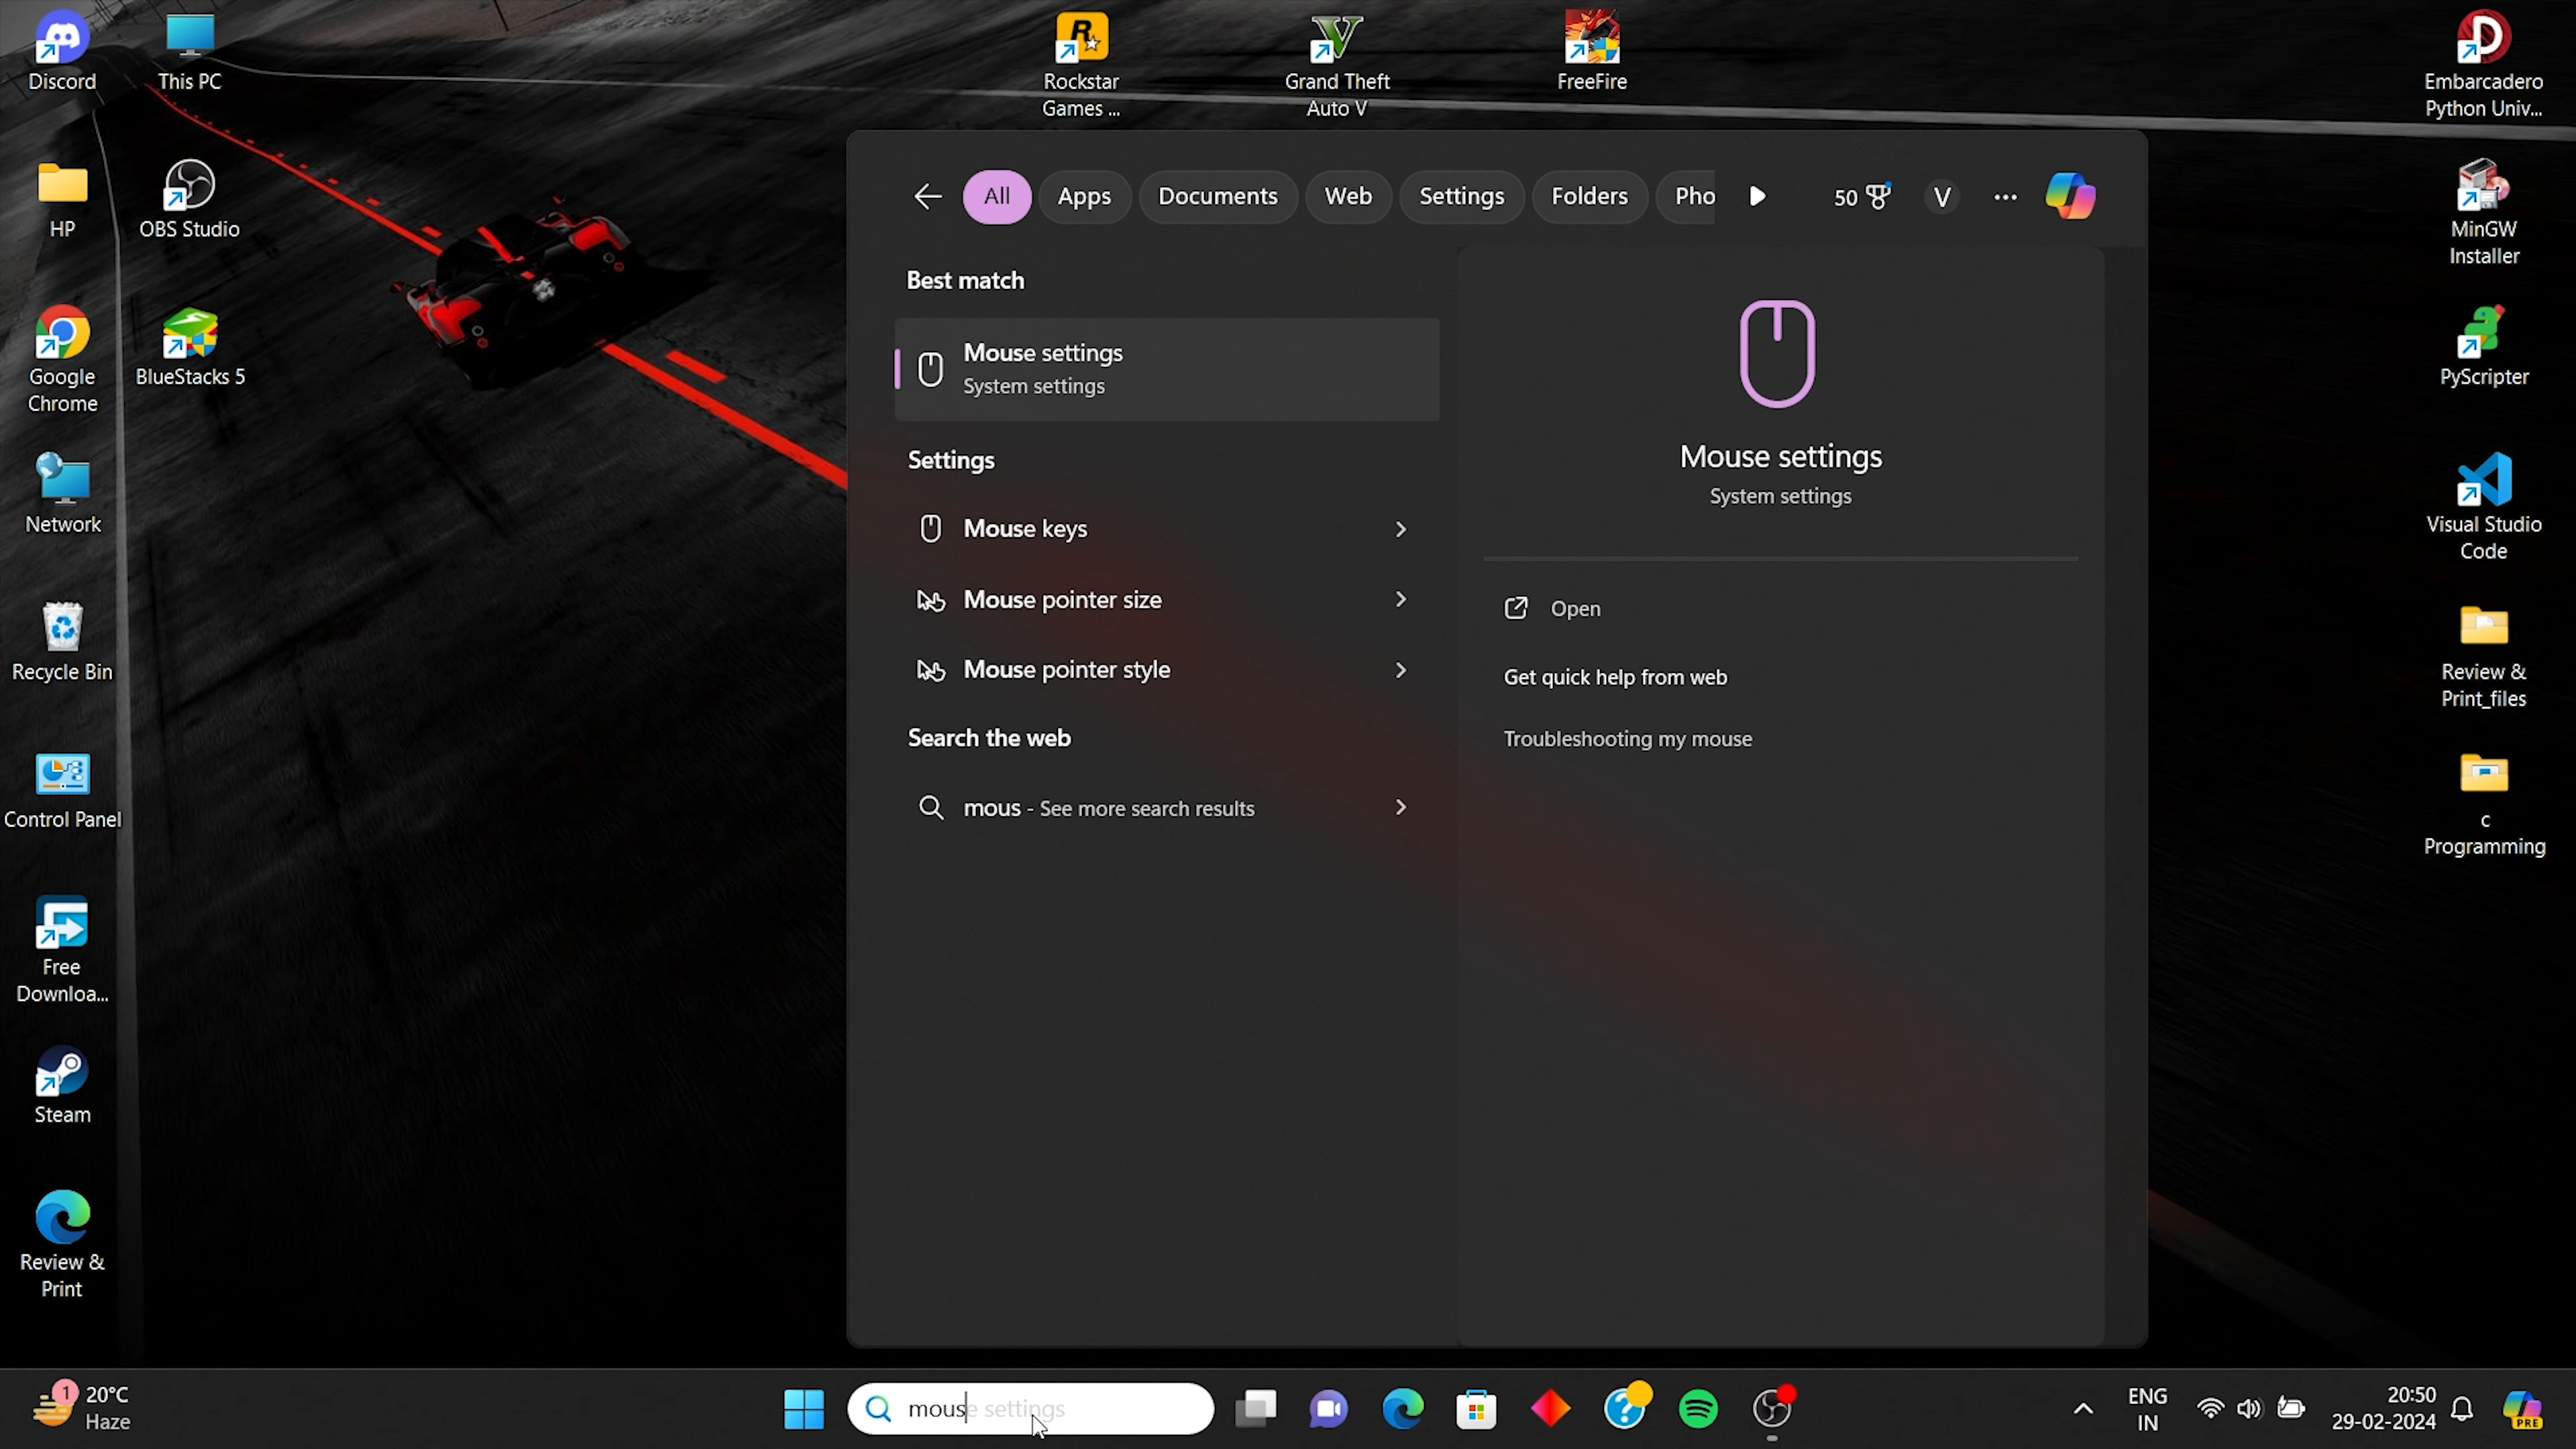 Discord
This PC
Rockstar
Games ...
Grand Theft
Auto V
FreeFire
Embarcadero
Python Univ...
HP
OBS Studio
MinGW
Installer
Google
Chrome
BlueStacks 5
PyScripter
Network
Visual Studio
Code
Recycle Bin
Review &
Print_files
Control Panel
c
Programming
Free
Downloa...
Steam
Review &
Print
All
Apps
Documents
Web
Settings
Folders
Pho
50
V
Best match
Mouse settings
System settings
Settings
Mouse keys
Mouse pointer size
Mouse pointer style
Search the web
mous - See more search results
Mouse settings
System settings
Open
Get quick help from web
Troubleshooting my mouse
1
20°C
Haze
mouse settings
ENG
IN
20:50
29-02-2024
PRE